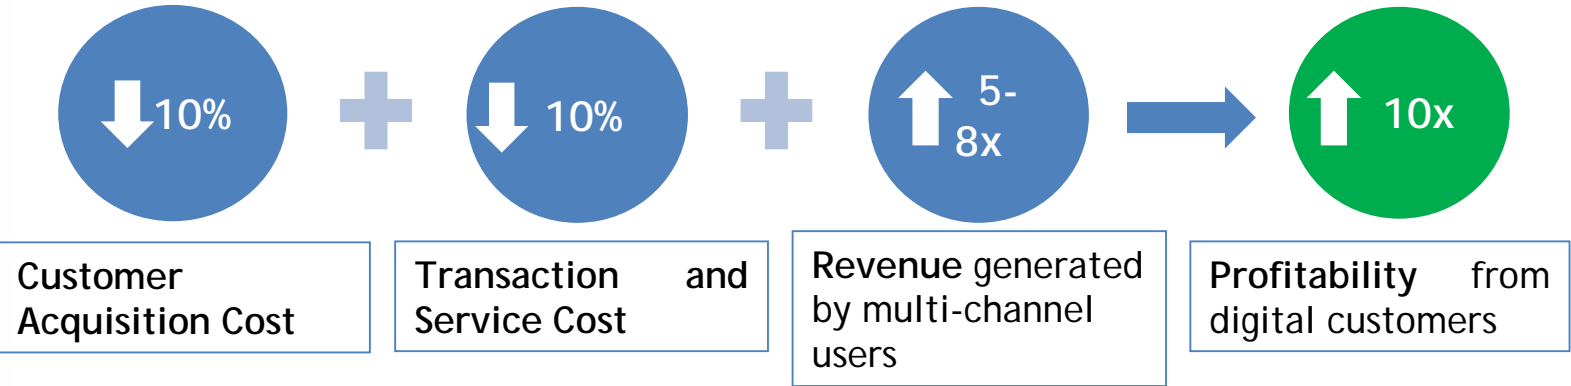 10%
10%
5-
8x
10x
Customer
Acquisition Cost
Transaction and
Service Cost
Revenue generated
by multi-channel
users
Profitability from
digital customers